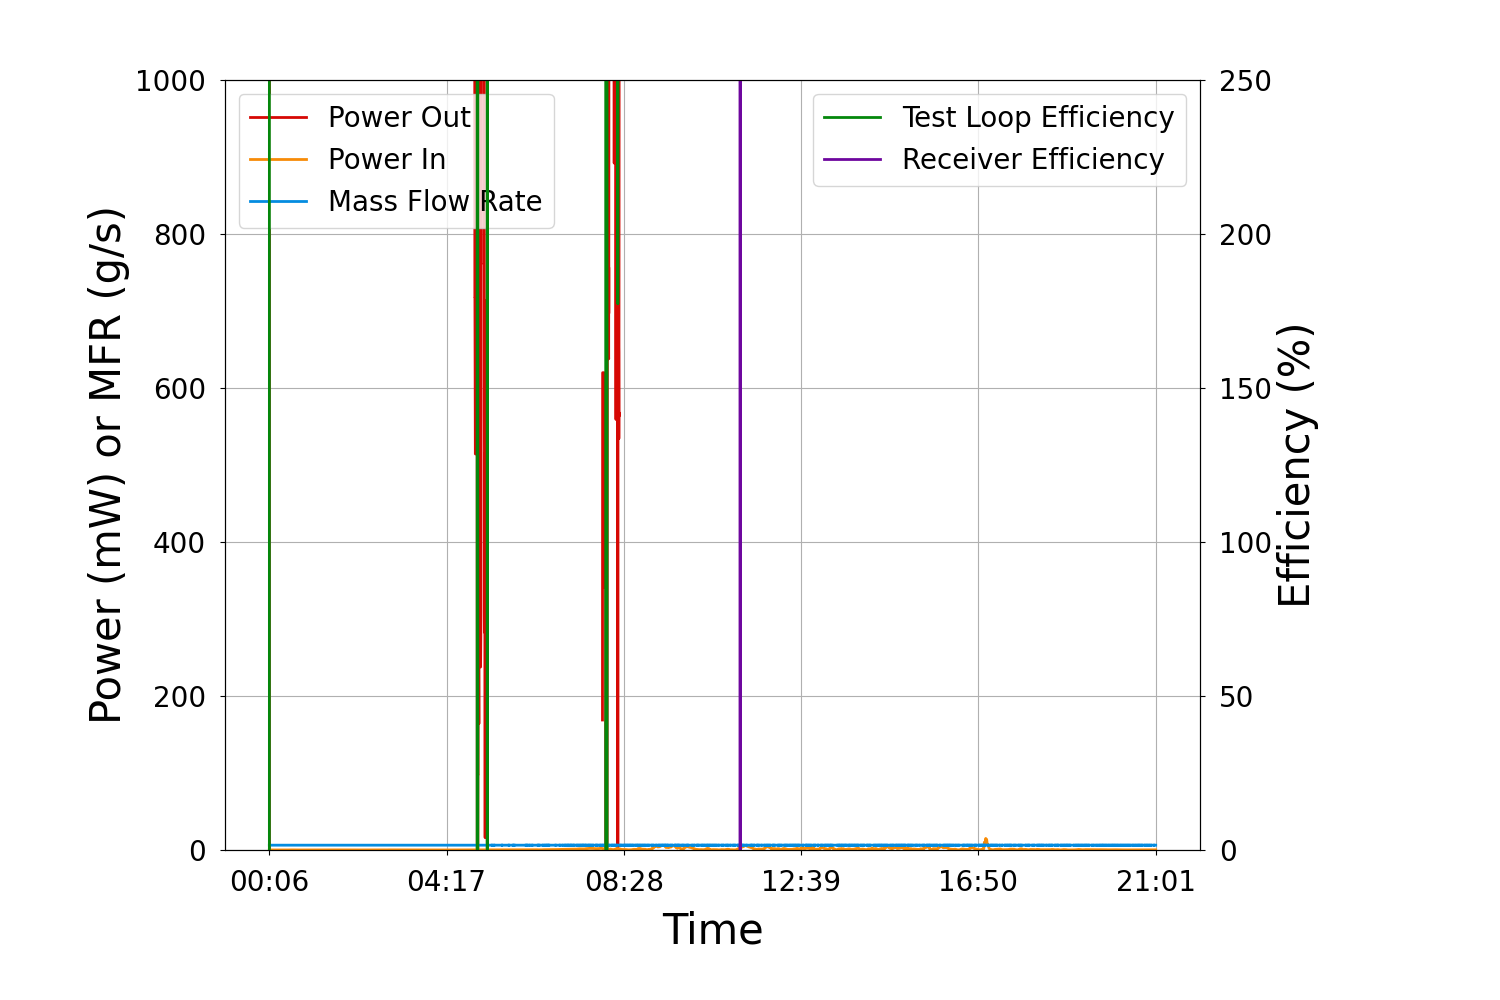 1000
800
600
400
200
0
Power (mW) or MFR (g/s)
Power Out
Power In
Mass Flow Rate
Test Loop Efficiency
Receiver Efficiency
250
200
150
100
50
0
Efficiency (%)
00:06 04:17 08:28 12:39 16:50 21:01
Time